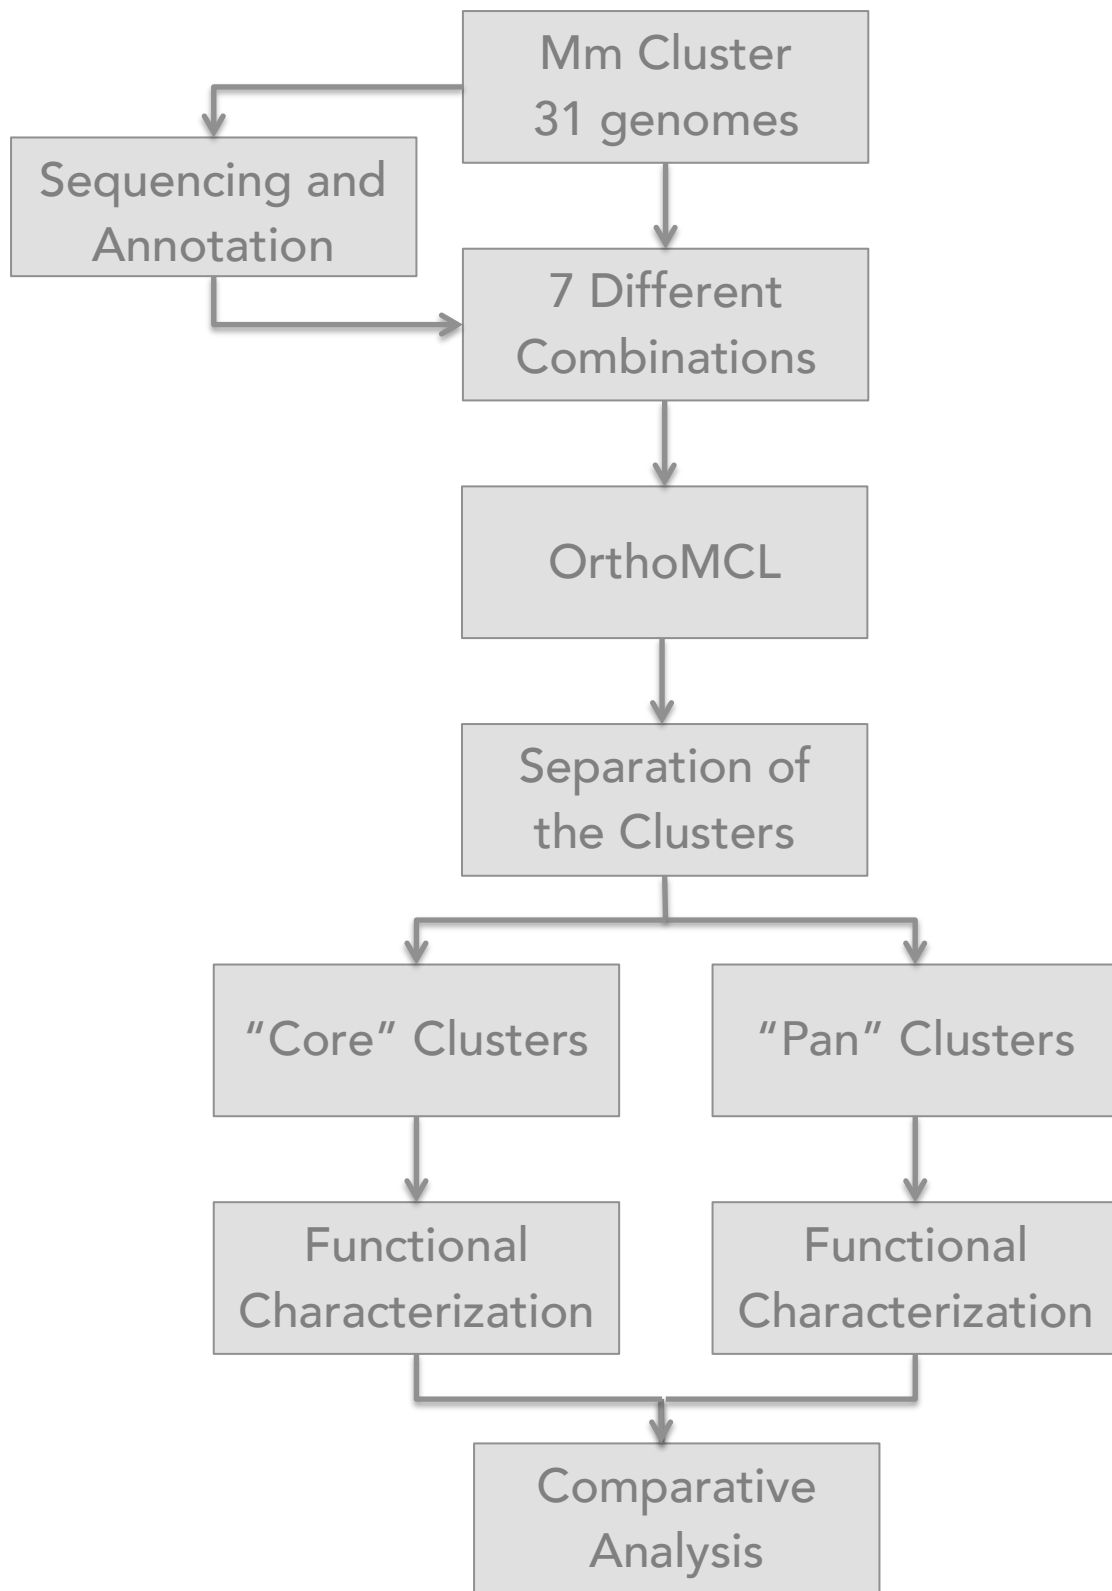 Mm Cluster
31 genomes
Sequencing and
Annotation
7 Different
Combinations
OrthoMCL
Separation of
the Clusters
“Core” Clusters
“Pan” Clusters
Functional
Characterization
Functional
Characterization
Comparative
Analysis